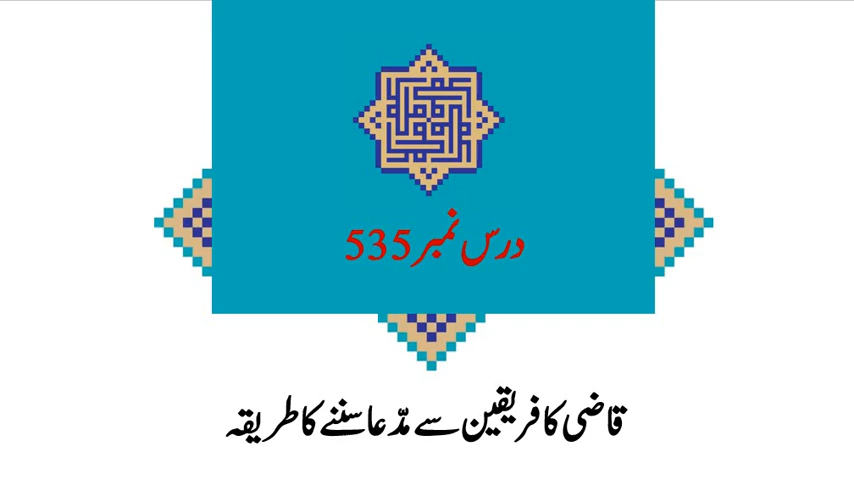 درس نمبر 535
قاضی کا فریقین سے مدّعا سننے کا طریقہ